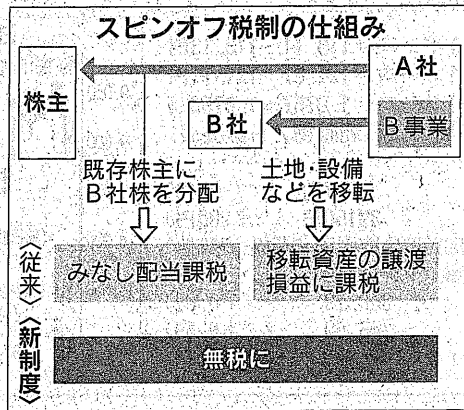 スピンオフ税制の仕組み
株主
A社
B事業
B社
既存株主に
B社株を分配
土地・設備
などを移転
〈従来〉
みなし配当課税
移転資産の譲渡
損益に課税
〈新制度〉
無税に